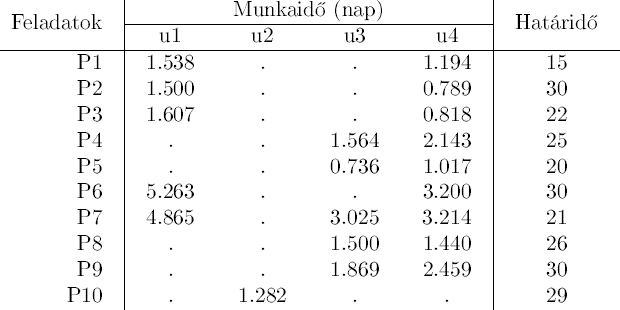 Feladatok Munkaidő (nap) Határidő
u1 u2 u3 u4
P1 1.538 . . 1.194 15
P2 1.500 . . 0.789 30
P3 1.607 . . 0.818 22
P4 . . 1.564 2.143 25
P5 . . 0.736 1.017 20
P6 5.263 . . 3.200 30
P7 4.865 . 3.025 3.214 21
P8 . . 1.500 1.440 26
P9 . . 1.869 2.459 30
P10 . 1.282 . . 29